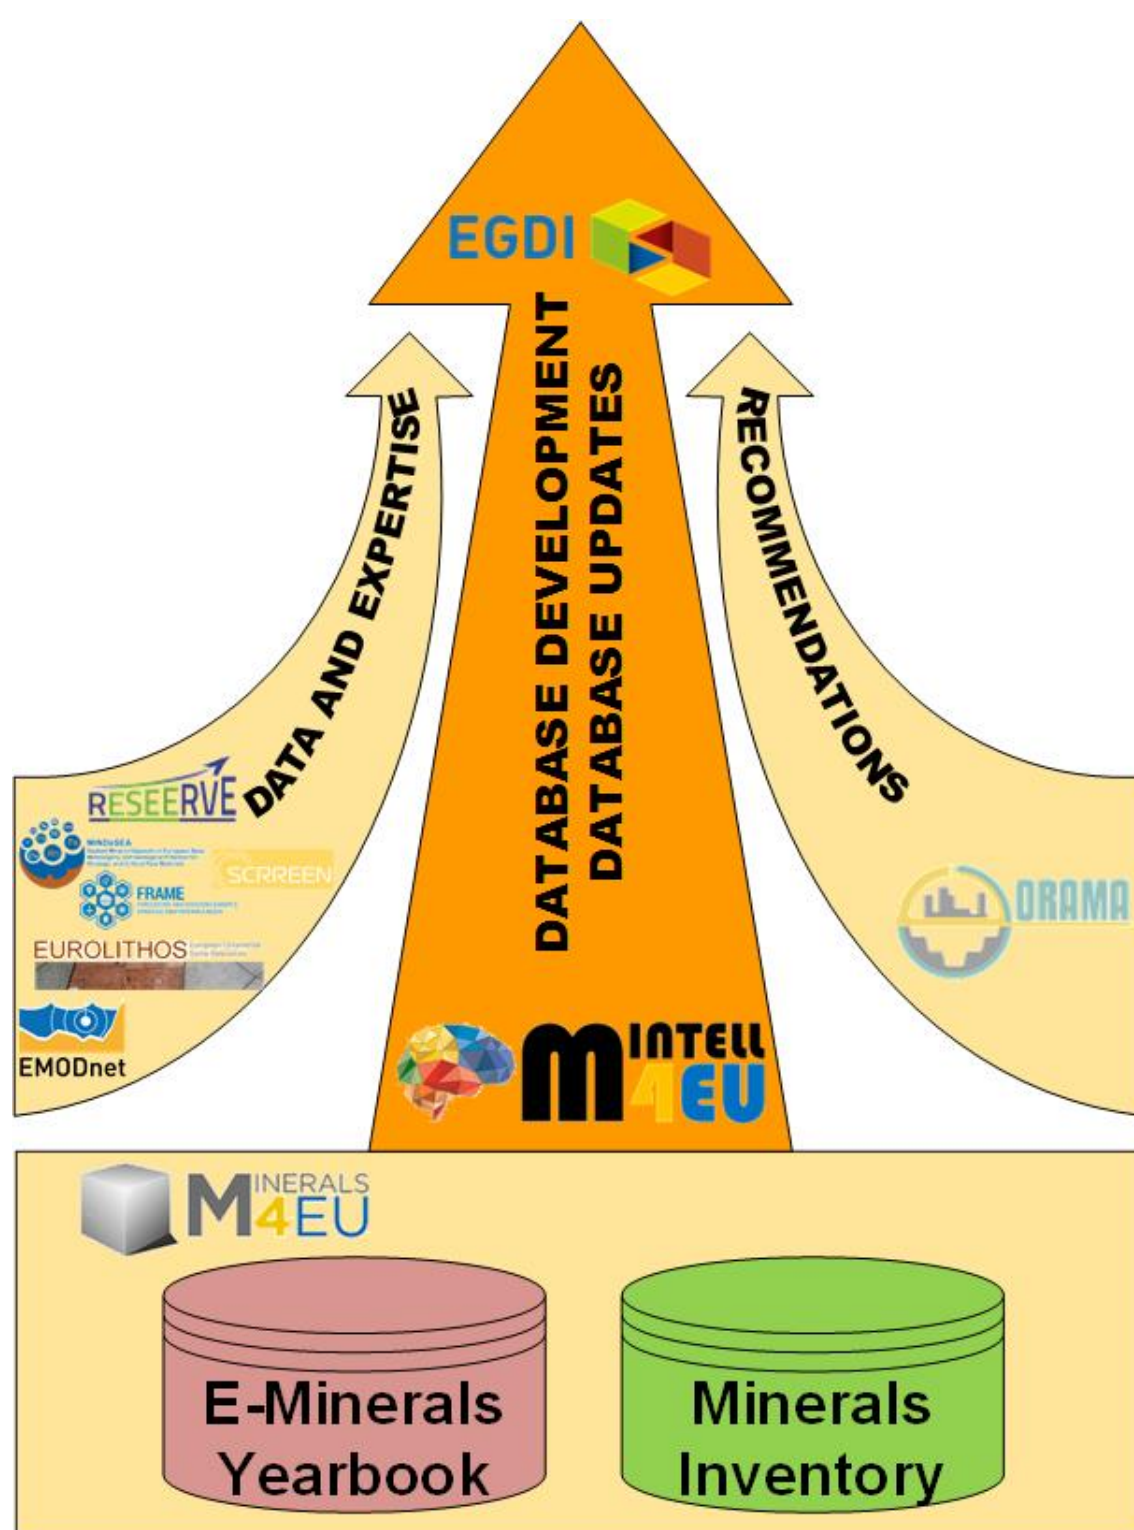 EGDI
DATABASE DEVELOPMENT
DATABASE UPDATES
DATA AND EXPERTISE
RECOMMENDATIONS
RESEERVE
MINDeSEA
SCRREEN
FRAME
EUROLITHOS
EMODnet
ORAMA
MINTELL
4EU
MINERALS
4EU
E-Minerals
Yearbook
Minerals
Inventory